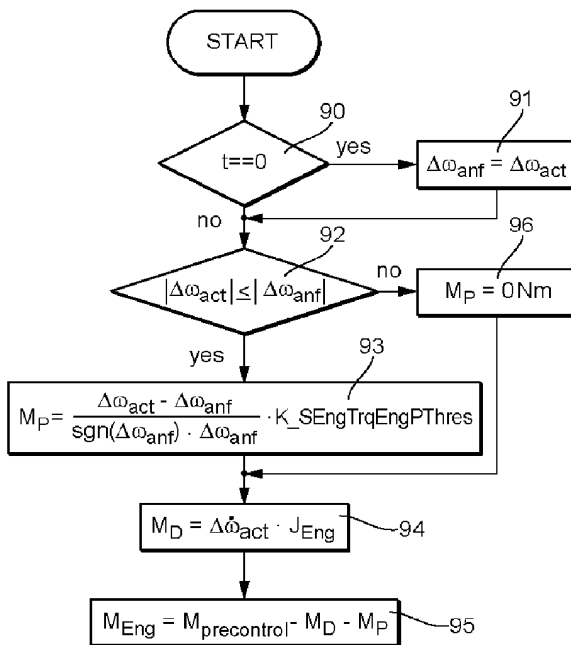 START
90
t==0
yes
91
Δω_anf = Δω_act
no
92
|Δω_act| ≤ |Δω_anf|
no
96
M_P = 0Nm
yes
93
M_P = (Δω_act - Δω_anf) / (sgn(Δω_anf) · Δω_anf) · K_SEngTrqEngPThres
M_D = Δω̇_act · J_Eng
94
M_Eng = M_precontrol - M_D - M_P
95